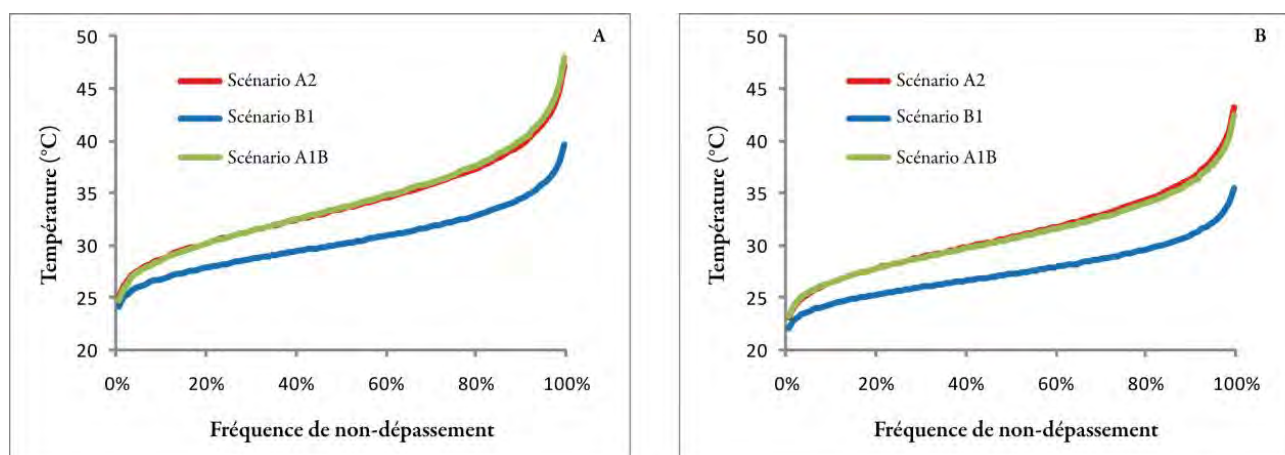 A
Température (°C)
50
45
40
35
30
25
20
Scénario A2
Scénario B1
Scénario A1B
0% 20% 40% 60% 80% 100%
Fréquence de non-dépassement
B
Température (°C)
50
45
40
35
30
25
20
Scénario A2
Scénario B1
Scénario A1B
0% 20% 40% 60% 80% 100%
Fréquence de non-dépassement